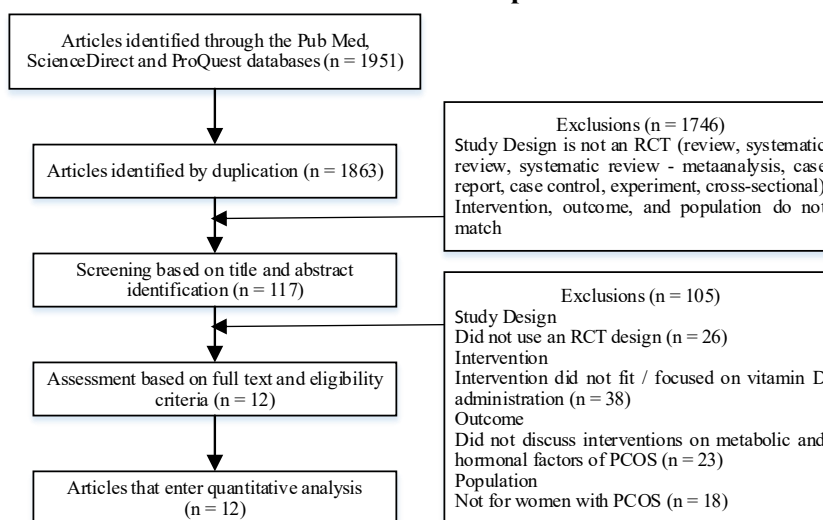 Articles identified through the Pub Med,
ScienceDirect and ProQuest databases (n = 1951)
Articles identified by duplication (n = 1863)
Exclusions (n = 1746)
Study Design is not an RCT (review, systematic
review, systematic review - metaanalysis, case
report, case control, experiment, cross-sectional)
Intervention, outcome, and population do not
match
Screening based on title and abstract
identification (n = 117)
Exclusions (n = 105)
Study Design
Did not use an RCT design (n = 26)
Intervention
Intervention did not fit / focused on vitamin D
administration (n = 38)
Outcome
Did not discuss interventions on metabolic and
hormonal factors of PCOS (n = 23)
Population
Not for women with PCOS (n = 18)
Assessment based on full text and eligibility
criteria (n = 12)
Articles that enter quantitative analysis
(n = 12)